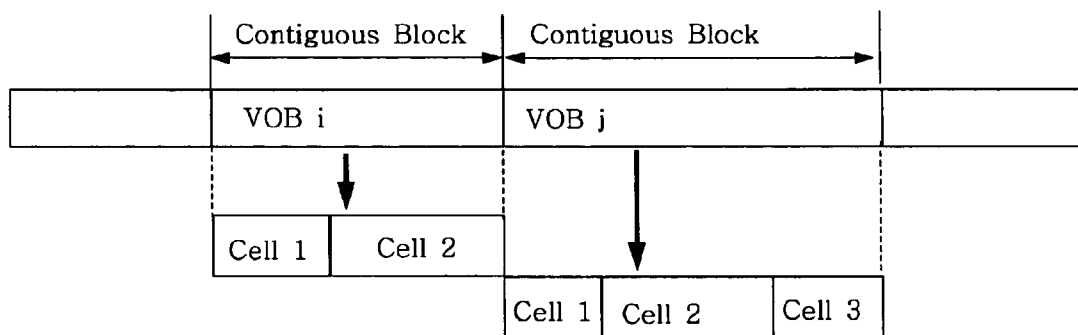 Contiguous Block Contiguous Block
VOB i VOB j
Cell 1 Cell 2
Cell 1 Cell 2 Cell 3